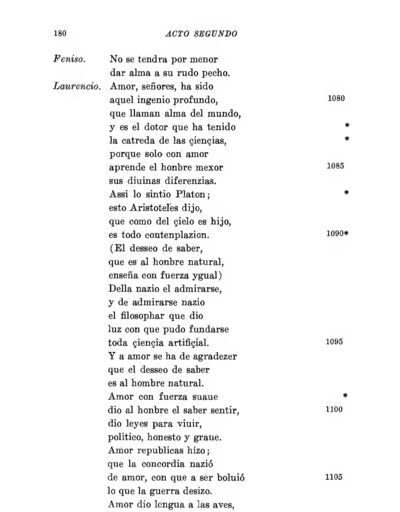 180 ACTO SEGUNDO
Feniso. No se tendra por menor
dar alma a su rudo pecho.
Laurencio. Amor, señores, ha sido
aquel ingenio profundo, 1080
que llaman alma del mundo,
y es el dotor que ha tenido *
la catreda de las çiençias, *
porque solo con amor
aprende el honbre mexor 1085
sus diuinas diferenzias.
Assi lo sintio Platon; *
esto Aristoteles dijo,
que como del çielo es hijo,
es todo contenplazion. 1090*
(El desseo de saber,
que es al honbre natural,
enseña con fuerza ygual)
Della nazio el admirarse,
y de admirarse nazio
el filosophar que dio
luz con que pudo fundarse
toda çiençia artifiçial. 1095
Y a amor se ha de agradezer
que el desseo de saber
es al hombre natural.
Amor con fuerza suaue *
dio al honbre el saber sentir, 1100
dio leyes para viuir,
politico, honesto y graue.
Amor republicas hizo;
que la concordia nazió
de amor, con que a ser boluió 1105
lo que la guerra desizo.
Amor dio lengua a las aves,